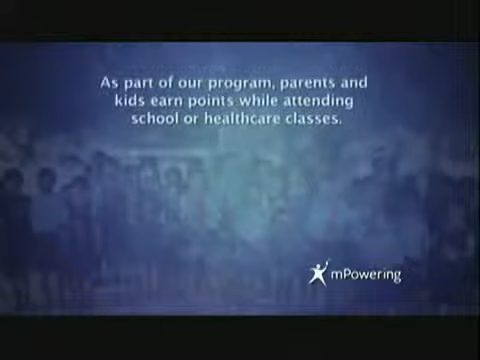 As part of our program, parents and
kids earn points while attending
school or healthcare classes.
mPowering